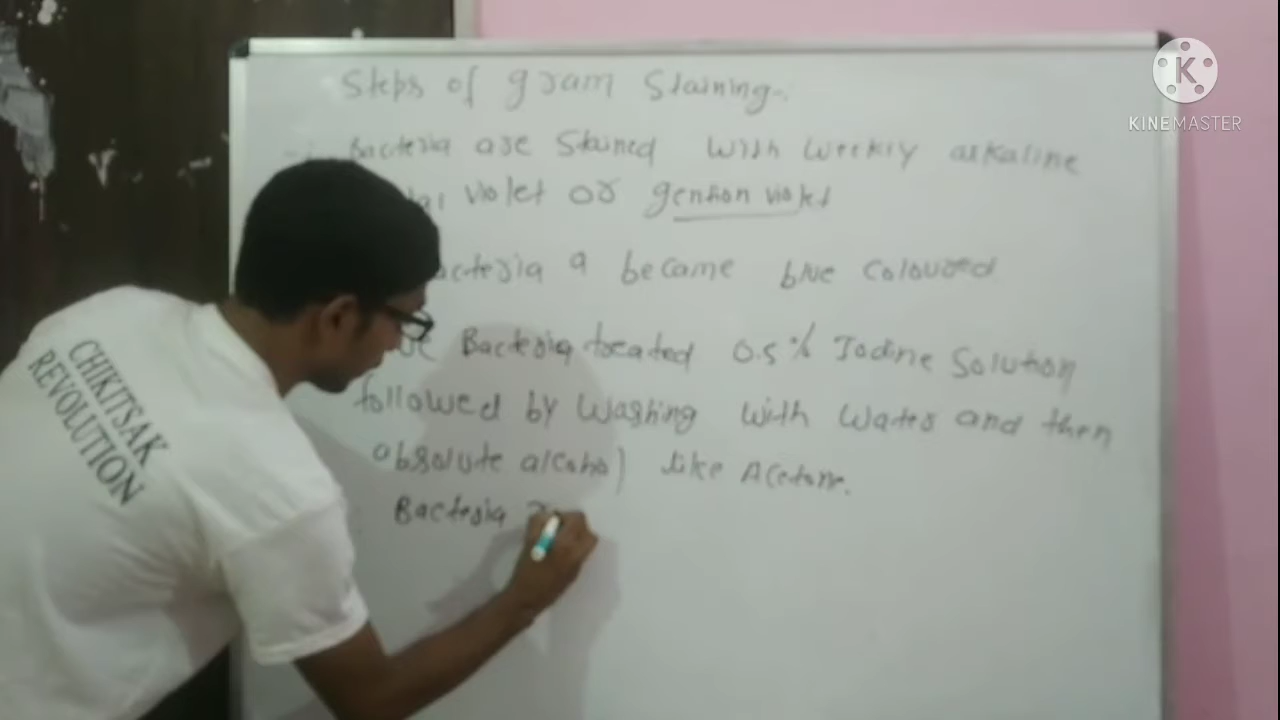 Steps of gram Staining-.
Bacteria are Stained with weekly alkaline
violet or gention violet
a became blue Coloured.
Bacteria treated 0.5% Iodine Solution
followed by Washing with Water and then
absolute alcohol like Acetone.
Bacteria
CHIKITSAK
REVOLUTION
K
KINEMASTER